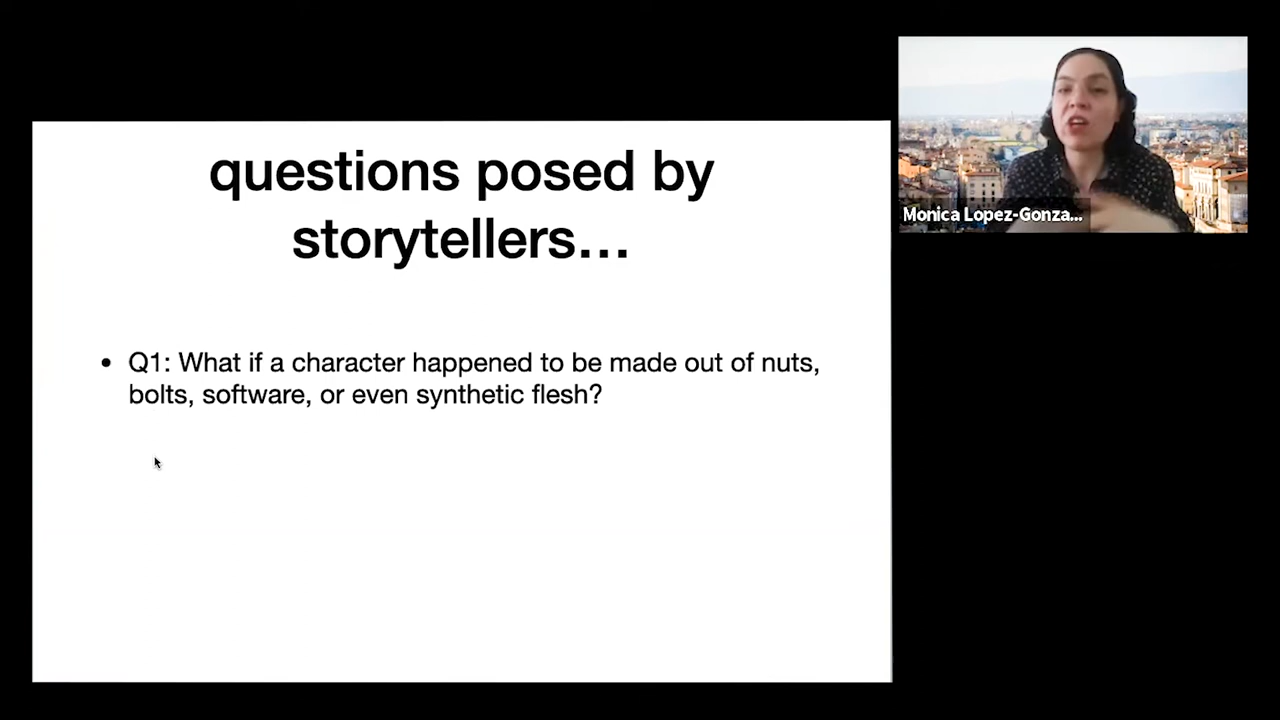 questions posed by
storytellers…
• Q1: What if a character happened to be made out of nuts,
bolts, software, or even synthetic flesh?
Monica Lopez-Gonza...